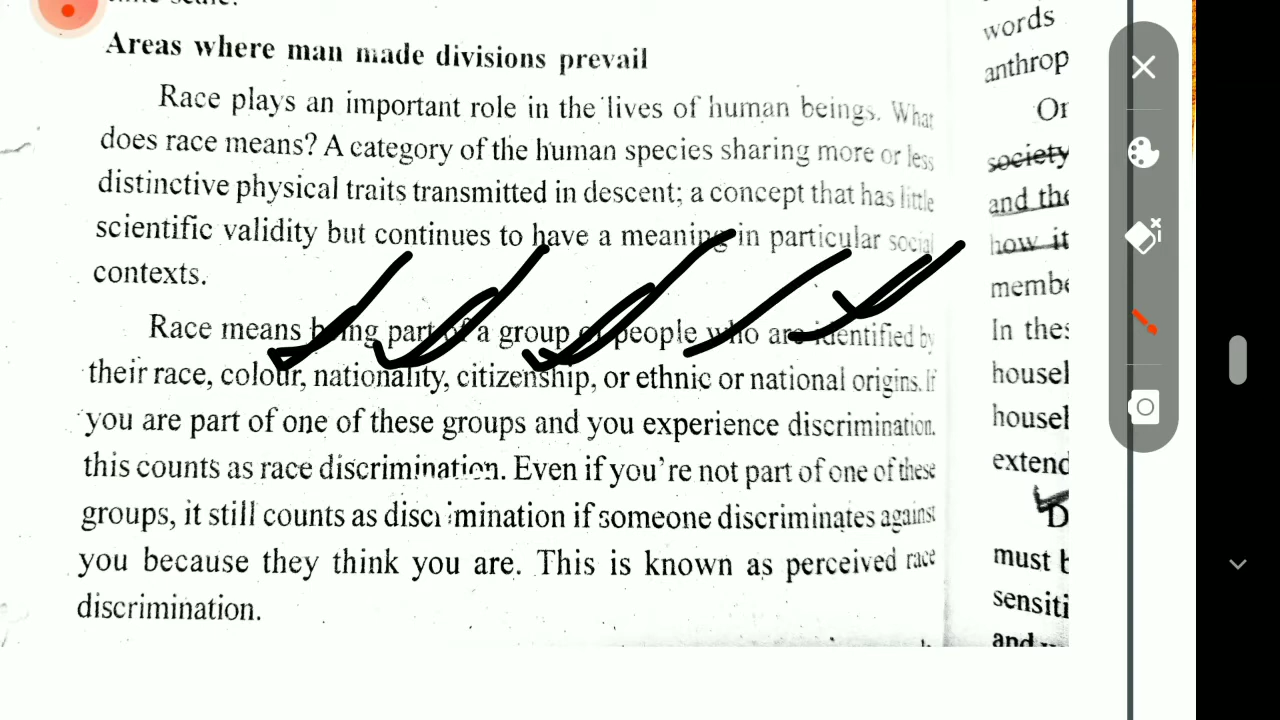 Areas where man made divisions prevail
Race plays an important role in the lives of human beings. What
does race means? A category of the human species sharing more or less
distinctive physical traits transmitted in descent; a concept that has little
scientific validity but continues to have a meaning in particular social
contexts.
Race means being part of a group of people who are identified by
their race, colour, nationality, citizenship, or ethnic or national origins. If
you are part of one of these groups and you experience discrimination.
this counts as race discrimination. Even if you're not part of one of these
groups, it still counts as discrimination if someone discriminates against
you because they think you are. This is known as perceived race
discrimination.
words
anthrop
Or
society
and the
how it
membe
In thes
housel
housel
extend
D
must b
sensiti
and